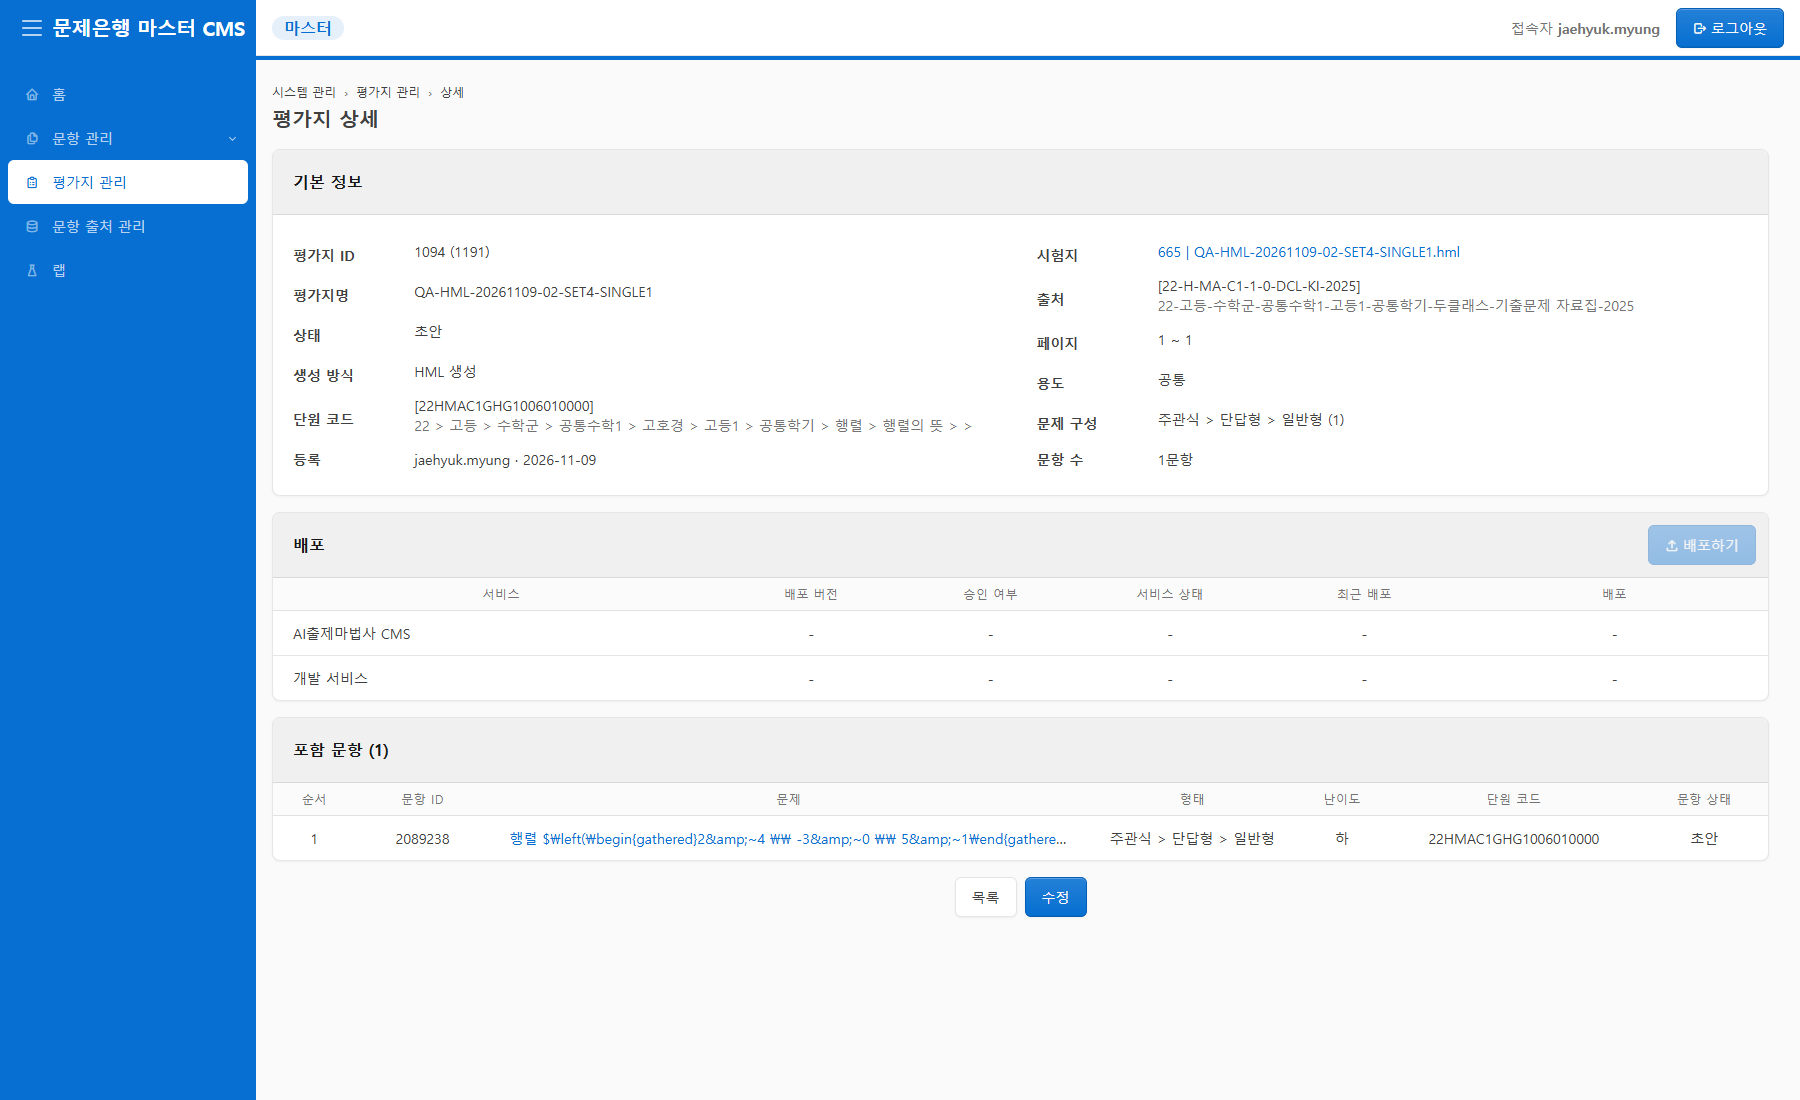 문제은행 마스터 CMS
마스터
접속자 jaehyuk.myung
로그아웃
홈
문항 관리
평가지 관리
문항 출처 관리
랩
시스템 관리 › 평가지 관리 › 상세
평가지 상세
기본 정보
평가지 ID 1094 (1191)
평가지명 QA-HML-20261109-02-SET4-SINGLE1
상태 초안
생성 방식 HML 생성
단원 코드 [22HMAC1GHG1006010000]
22 > 고등 > 수학군 > 공통수학1 > 고호경 > 고등1 > 공통학기 > 행렬 > 행렬의 뜻 > >
등록 jaehyuk.myung · 2026-11-09
시험지 665 | QA-HML-20261109-02-SET4-SINGLE1.hml
출처 [22-H-MA-C1-1-0-DCL-KI-2025]
22-고등-수학군-공통수학1-고등1-공통학기-두클래스-기출문제 자료집-2025
페이지 1 ~ 1
용도 공통
문제 구성 주관식 > 단답형 > 일반형 (1)
문항 수 1문항
배포
배포하기
서비스 배포 버전 승인 여부 서비스 상태 최근 배포 배포
AI출제마법사 CMS - - - - -
개발 서비스 - - - - -
포함 문항 (1)
순서 문항 ID 문제 형태 난이도 단원 코드 문항 상태
1 2089238 행렬 $₩left(₩begin{gathered}2&amp;~4 ₩₩ -3&amp;~0 ₩₩ 5&amp;~1₩end{gathere... 주관식 > 단답형 > 일반형 하 22HMAC1GHG1006010000 초안
목록
수정